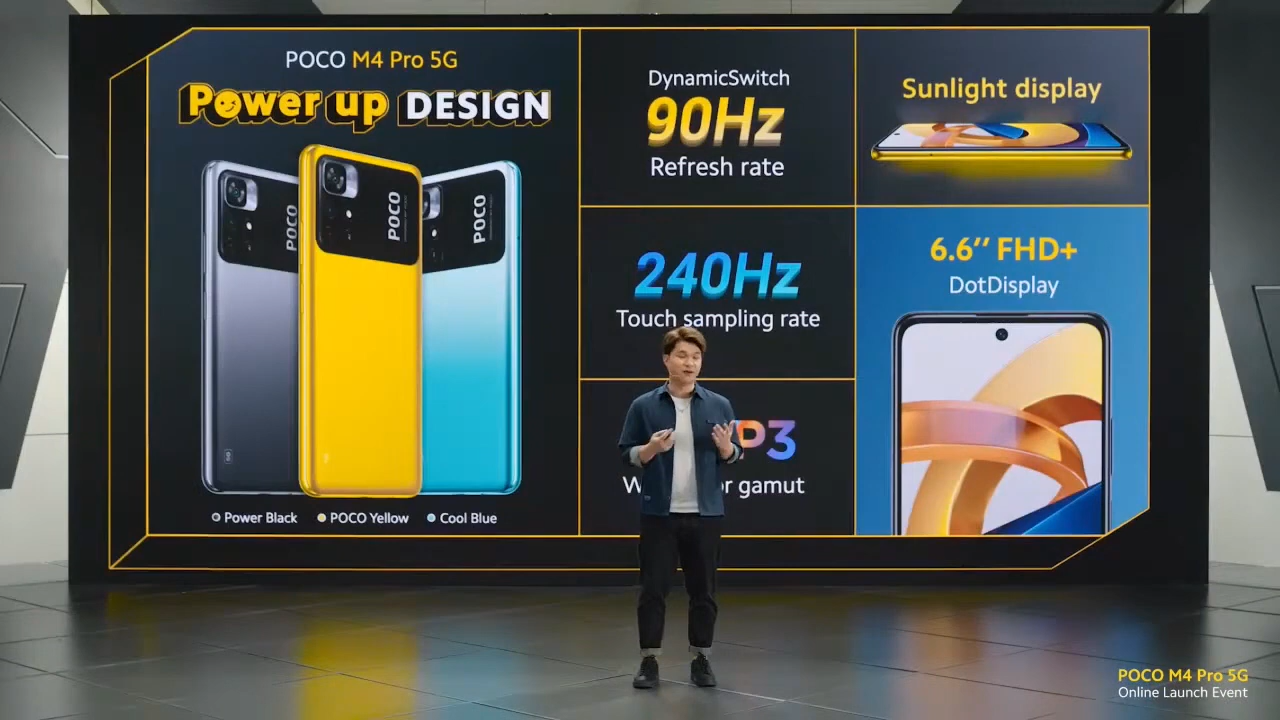 POCO M4 Pro 5G
Power up DESIGN
POCO
POCO
POCO
5G
Power Black
POCO Yellow
Cool Blue
DynamicSwitch
90Hz
Refresh rate
240Hz
Touch sampling rate
P3
gamut
Sunlight display
6.6″ FHD+
DotDisplay
POCO M4 Pro 5G
Online Launch Event